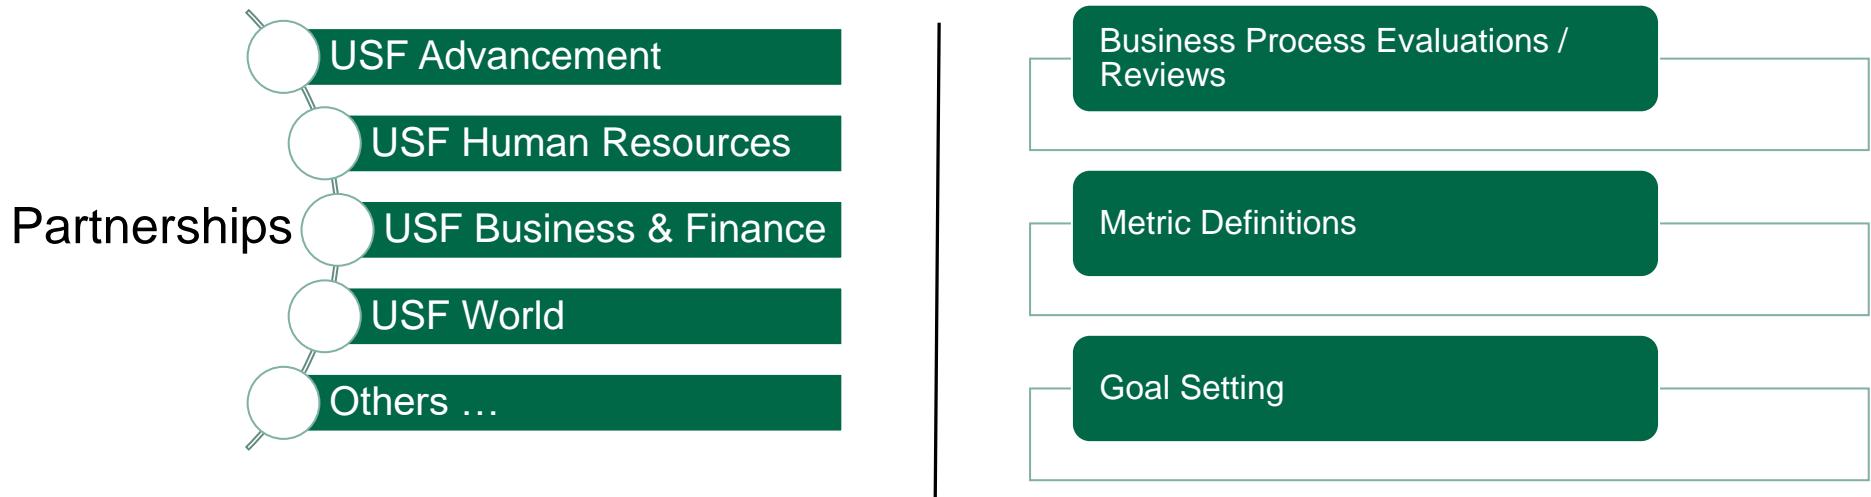 Partnerships
USF Advancement
USF Human Resources
USF Business & Finance
USF World
Others …
Business Process Evaluations /
Reviews
Metric Definitions
Goal Setting